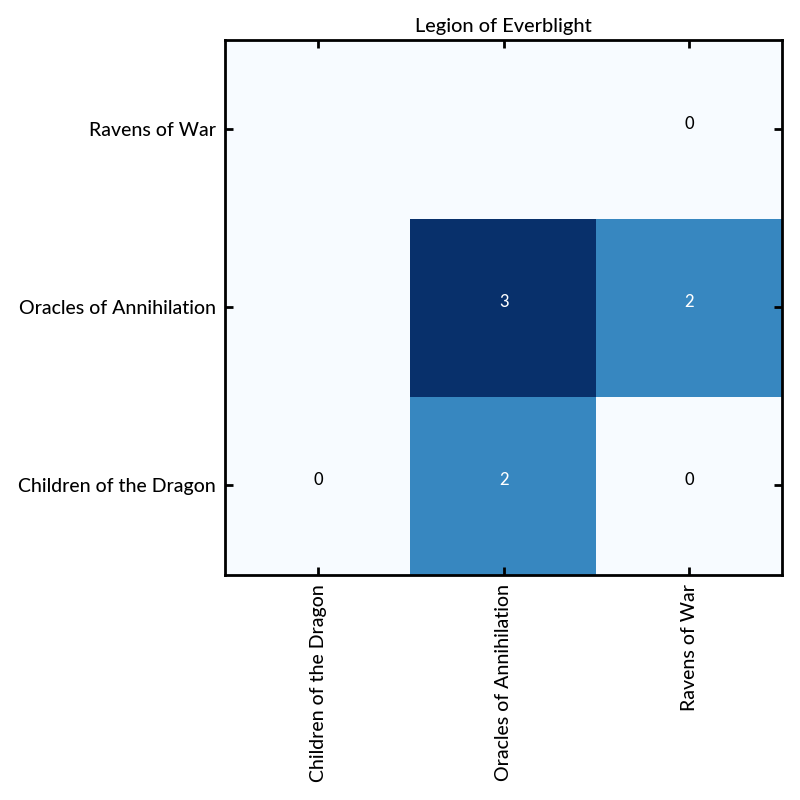 Legion of Everblight
Ravens of War
0
Oracles of Annihilation
3 2
Children of the Dragon
0 2 0
Children of the Dragon
Oracles of Annihilation
Ravens of War